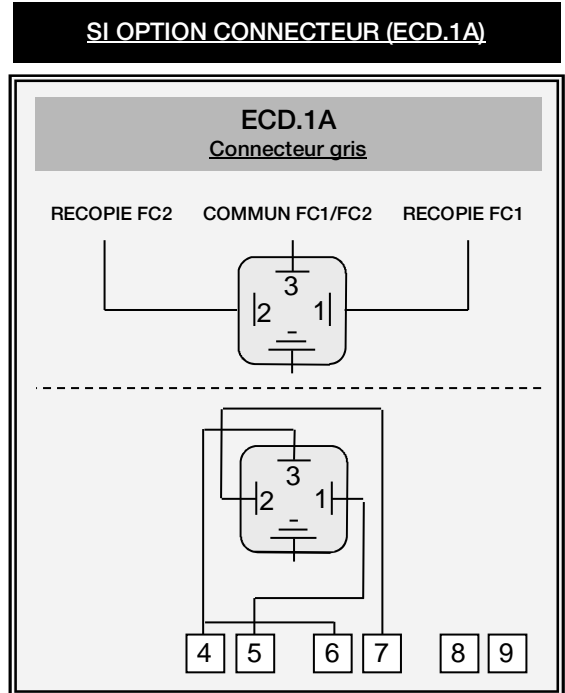 SI OPTION CONNECTEUR (ECD.1A)
ECD.1A
Connecteur gris
RECOPIE FC2 COMMUN FC1/FC2 RECOPIE FC1
3
2 1
3
2 1
4 5 6 7 8 9